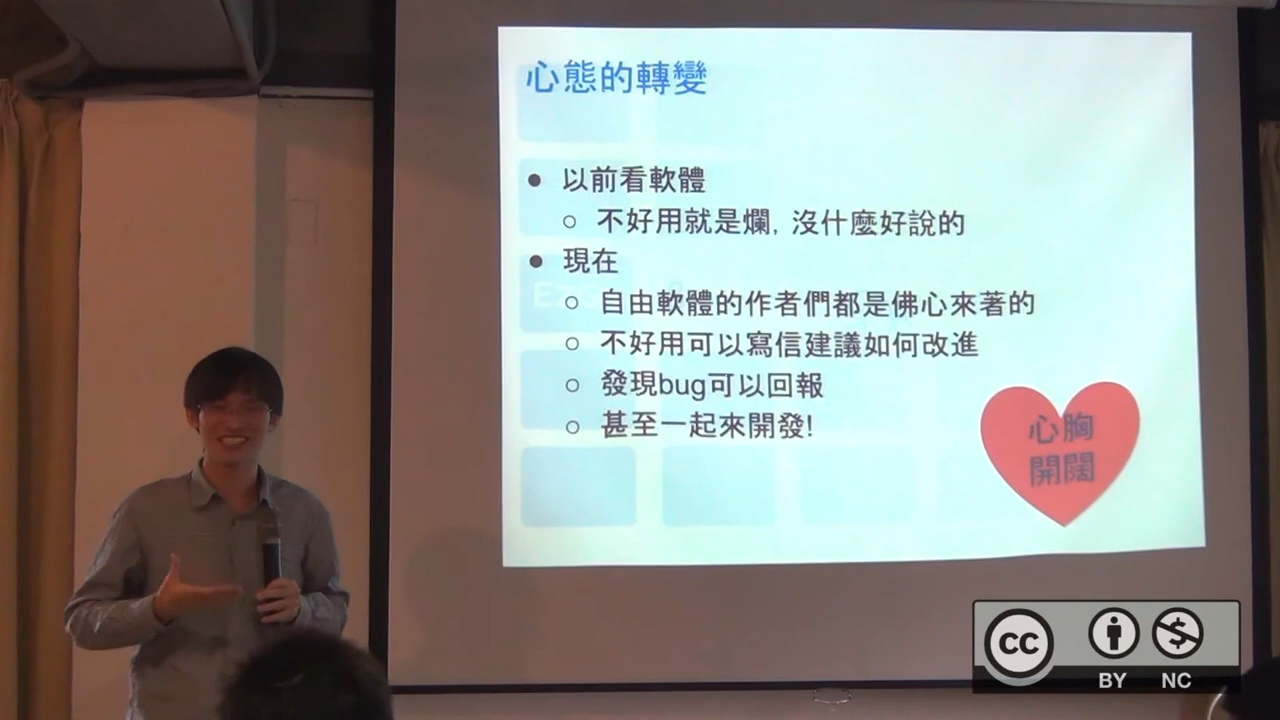 心態的轉變
● 以前看軟體
○ 不好用就是爛, 沒什麼好說的
● 現在
○ 自由軟體的作者們都是佛心來著的
○ 不好用可以寫信建議如何改進
○ 發現bug可以回報
○ 甚至一起來開發!
心胸
開闊
CC
BY NC